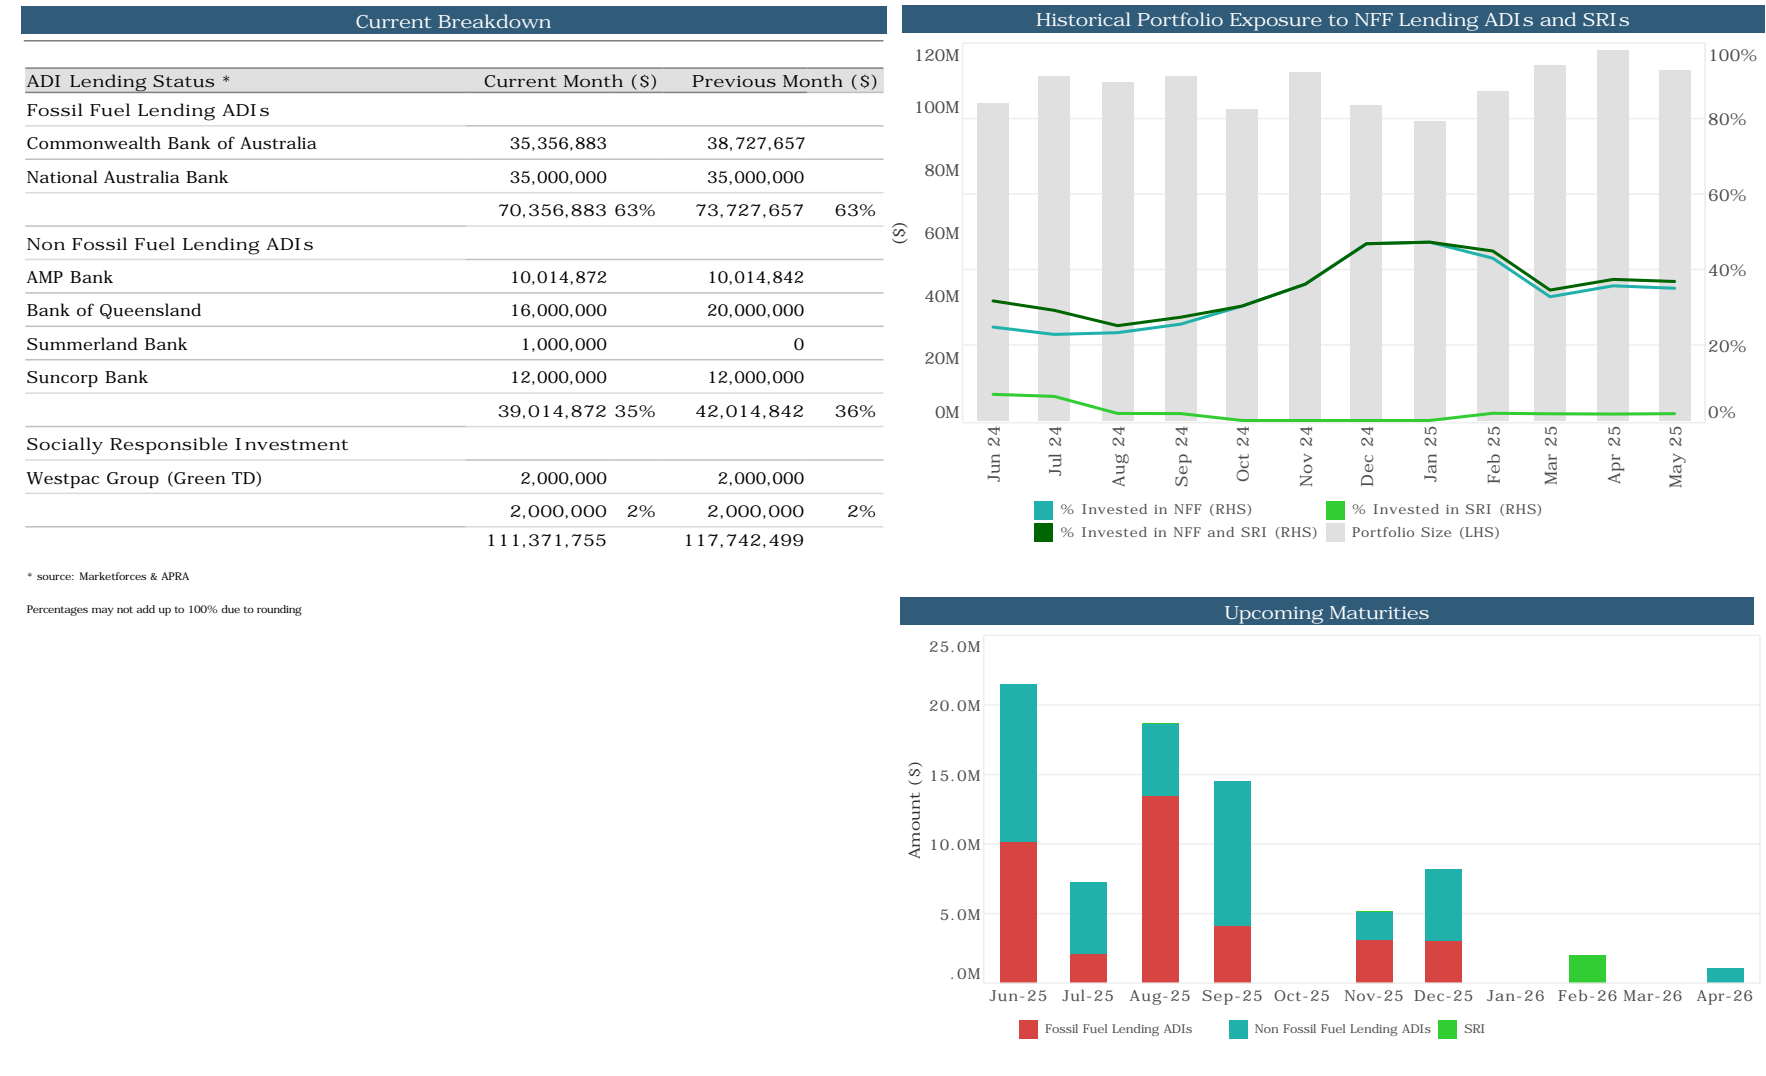 Current Breakdown
ADI Lending Status * Current Month ($) Previous Month ($)
Fossil Fuel Lending ADIs
Commonwealth Bank of Australia 35,356,883 38,727,657
National Australia Bank 35,000,000 35,000,000
70,356,883 63% 73,727,657 63%
Non Fossil Fuel Lending ADIs
AMP Bank 10,014,872 10,014,842
Bank of Queensland 16,000,000 20,000,000
Summerland Bank 1,000,000 0
Suncorp Bank 12,000,000 12,000,000
39,014,872 35% 42,014,842 36%
Socially Responsible Investment
Westpac Group (Green TD) 2,000,000 2,000,000
2,000,000 2% 2,000,000 2%
111,371,755 117,742,499
* source: Marketforces & APRA
Percentages may not add up to 100% due to rounding
Historical Portfolio Exposure to NFF Lending ADIs and SRIs
120M 100%
100M 80%
80M 60%
60M 40%
40M 20%
20M 0%
0M
($)
Jun 24 Jul 24 Aug 24 Sep 24 Oct 24 Nov 24 Dec 24 Jan 25 Feb 25 Mar 25 Apr 25 May 25
% Invested in NFF (RHS) % Invested in SRI (RHS)
% Invested in NFF and SRI (RHS) Portfolio Size (LHS)
Upcoming Maturities
25.0M
20.0M
15.0M
10.0M
5.0M
.0M
Amount ($)
Jun-25 Jul-25 Aug-25 Sep-25 Oct-25 Nov-25 Dec-25 Jan-26 Feb-26 Mar-26 Apr-26
Fossil Fuel Lending ADIs Non Fossil Fuel Lending ADIs SRI